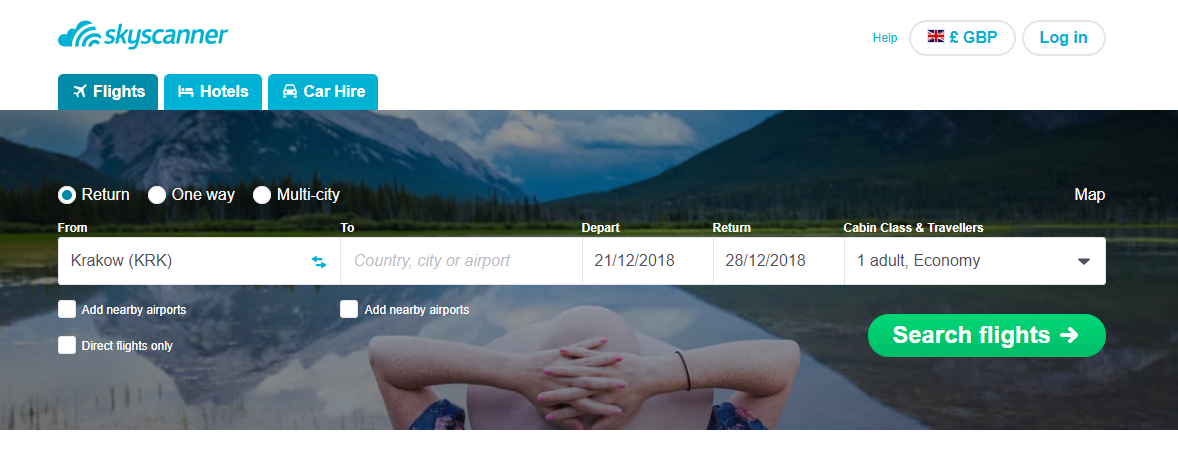 skyscanner
Help £ GBP Log in
Flights Hotels Car Hire
Return One way Multi-city Map
From To Depart Return Cabin Class & Travellers
Krakow (KRK) Country, city or airport 21/12/2018 28/12/2018 1 adult, Economy
Add nearby airports Add nearby airports
Direct flights only
Search flights